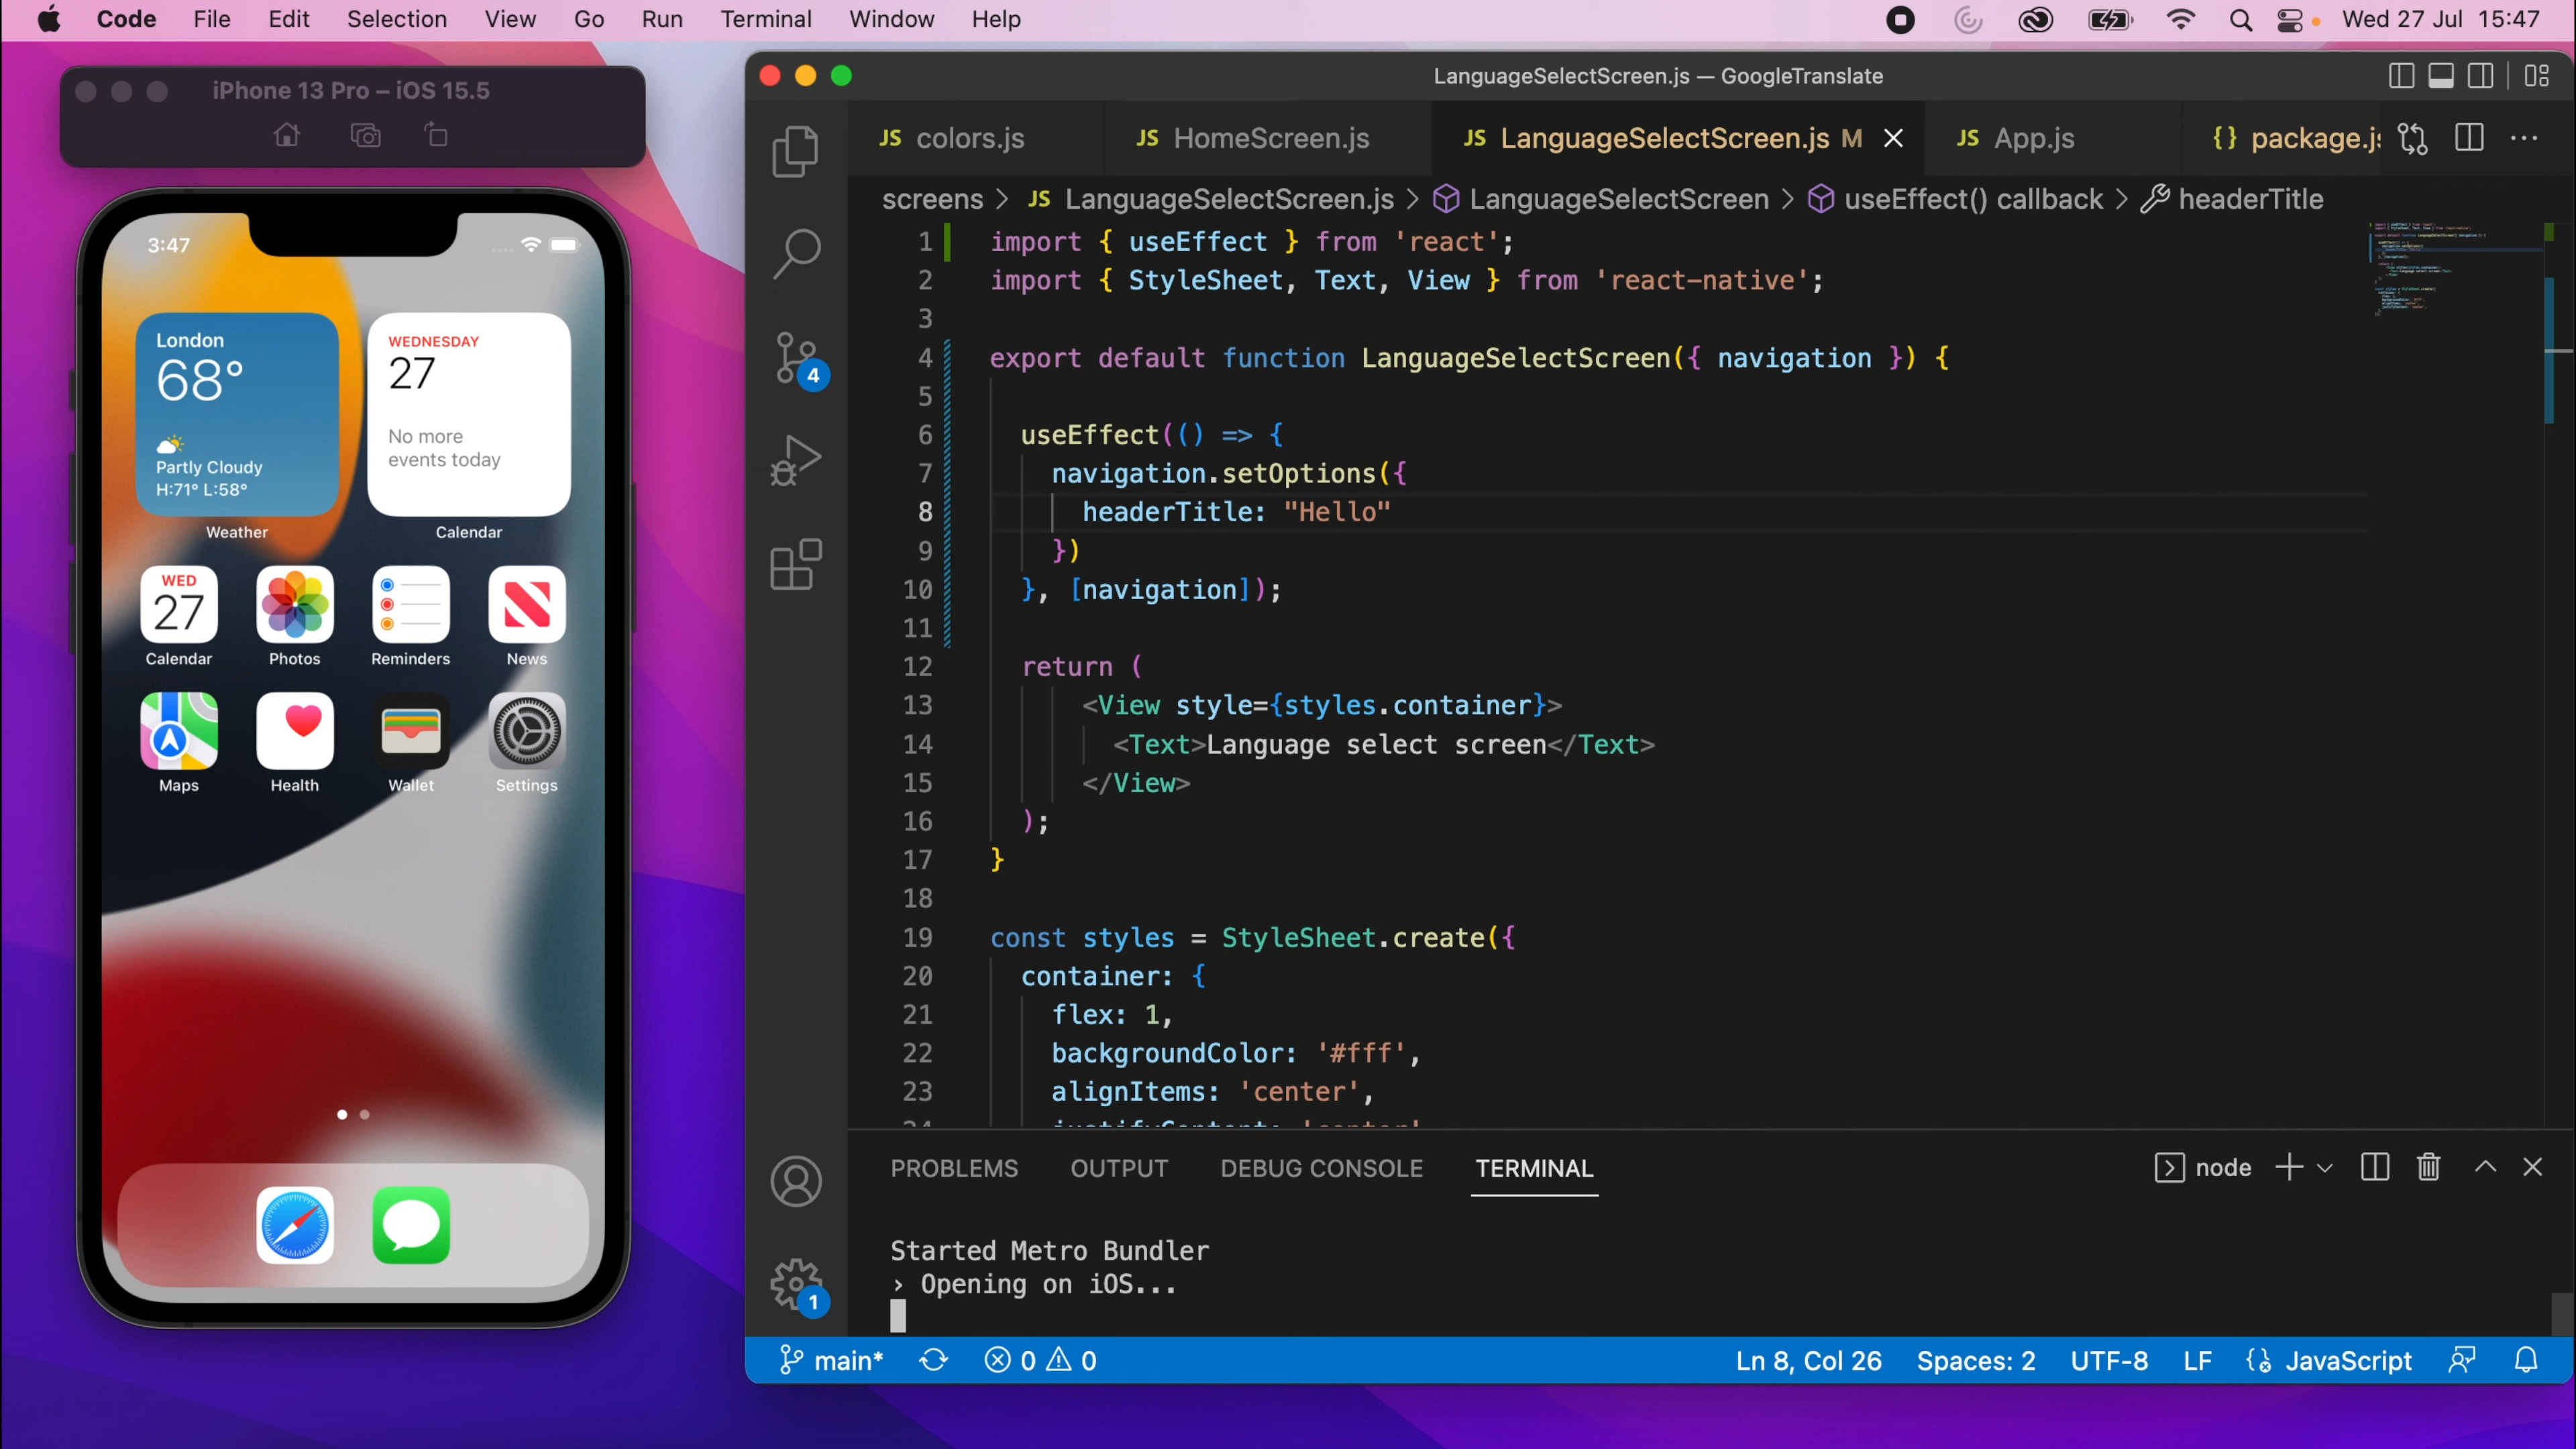 Code File Edit Selection View Go Run Terminal Window Help Wed 27 Jul 15:47
iPhone 13 Pro – iOS 15.5
3:47
London
68°
Partly Cloudy
H:71° L:58°
Weather
WEDNESDAY
27
No more
events today
Calendar
WED
27
Calendar Photos Reminders News
Maps Health Wallet Settings
LanguageSelectScreen.js — GoogleTranslate
JS colors.js JS HomeScreen.js JS LanguageSelectScreen.js M JS App.js {} package.js
screens > JS LanguageSelectScreen.js > LanguageSelectScreen > useEffect() callback > headerTitle
1 import { useEffect } from 'react';
2 import { StyleSheet, Text, View } from 'react-native';
3
4 export default function LanguageSelectScreen({ navigation }) {
5
6 useEffect(() => {
7 navigation.setOptions({
8 headerTitle: "Hello"
9 })
10 }, [navigation]);
11
12 return (
13 <View style={styles.container}>
14 <Text>Language select screen</Text>
15 </View>
16 );
17 }
18
19 const styles = StyleSheet.create({
20 container: {
21 flex: 1,
22 backgroundColor: '#fff',
23 alignItems: 'center',
24 justifyContent: 'center'
4
1
PROBLEMS OUTPUT DEBUG CONSOLE TERMINAL node
Started Metro Bundler
› Opening on iOS...
main* 0 0 Ln 8, Col 26 Spaces: 2 UTF-8 LF JavaScript